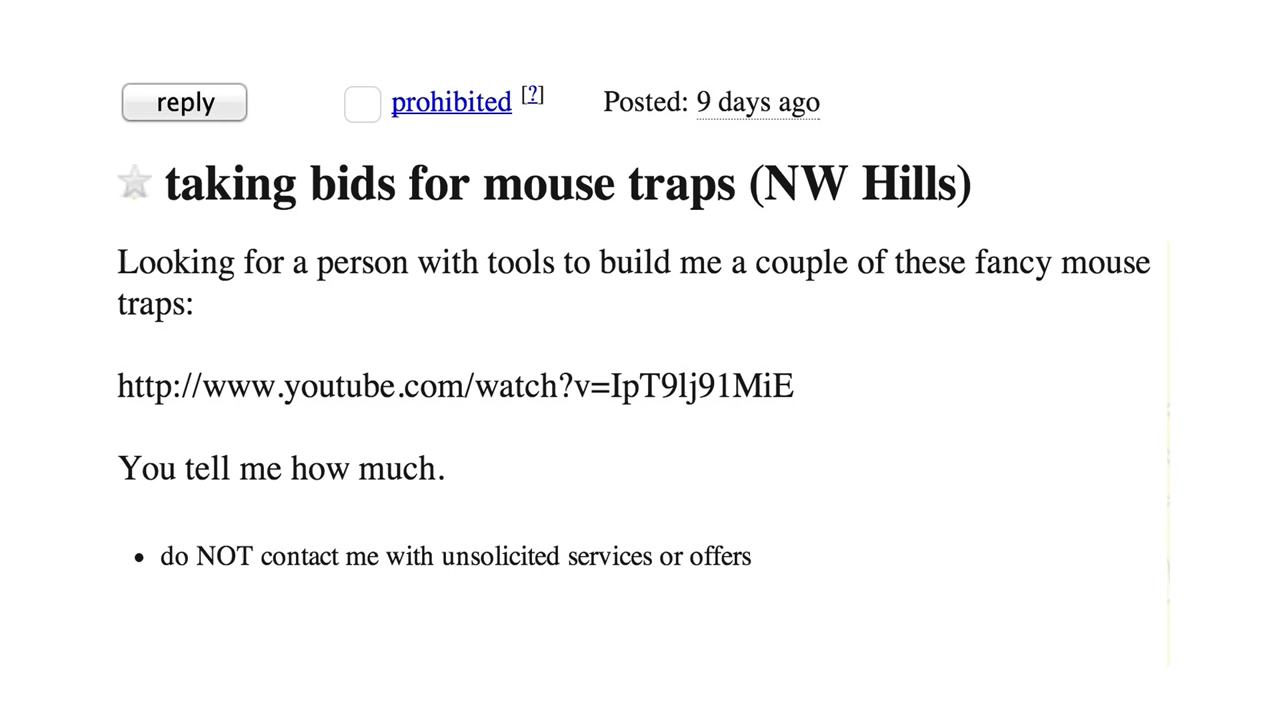 reply prohibited [?] Posted: 9 days ago
taking bids for mouse traps (NW Hills)
Looking for a person with tools to build me a couple of these fancy mouse
traps:
http://www.youtube.com/watch?v=IpT9lj91MiE
You tell me how much.
• do NOT contact me with unsolicited services or offers